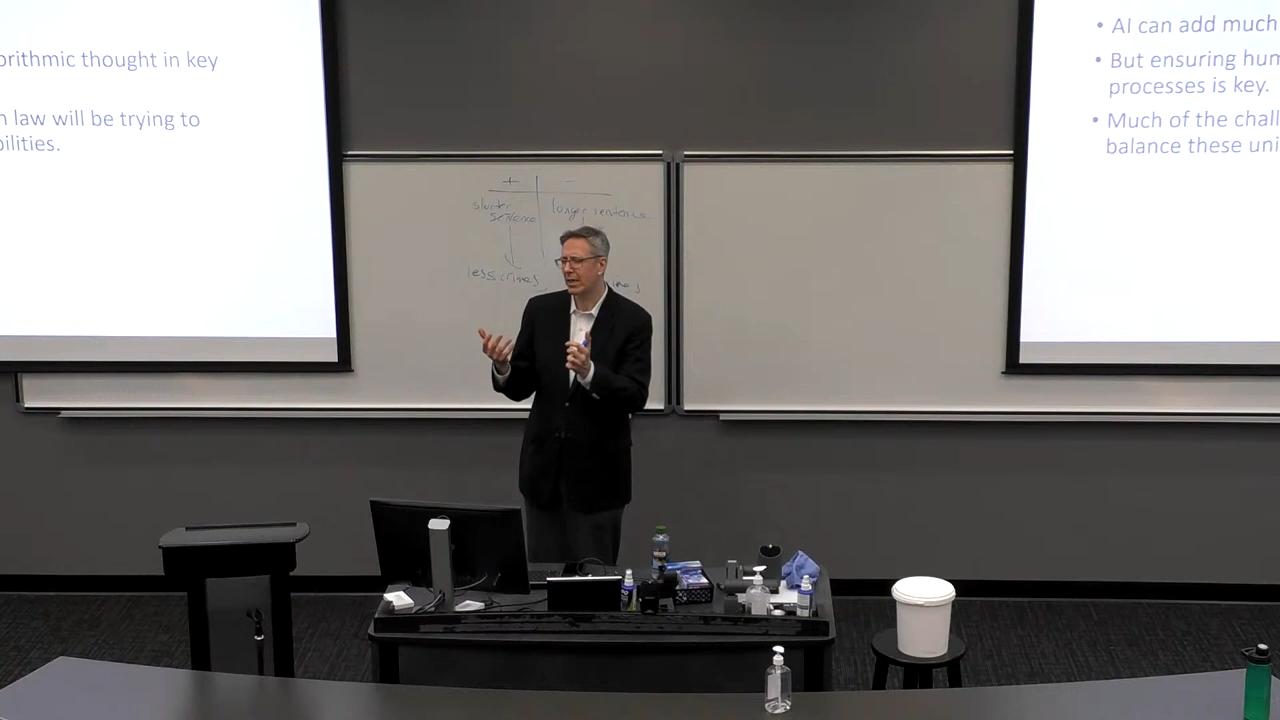 orithmic thought in key
n law will be trying to
bilities.
+ −
shorter longer sentence
sentence
less crimes
• AI can add much
• But ensuring hum
processes is key.
• Much of the chall
balance these uni